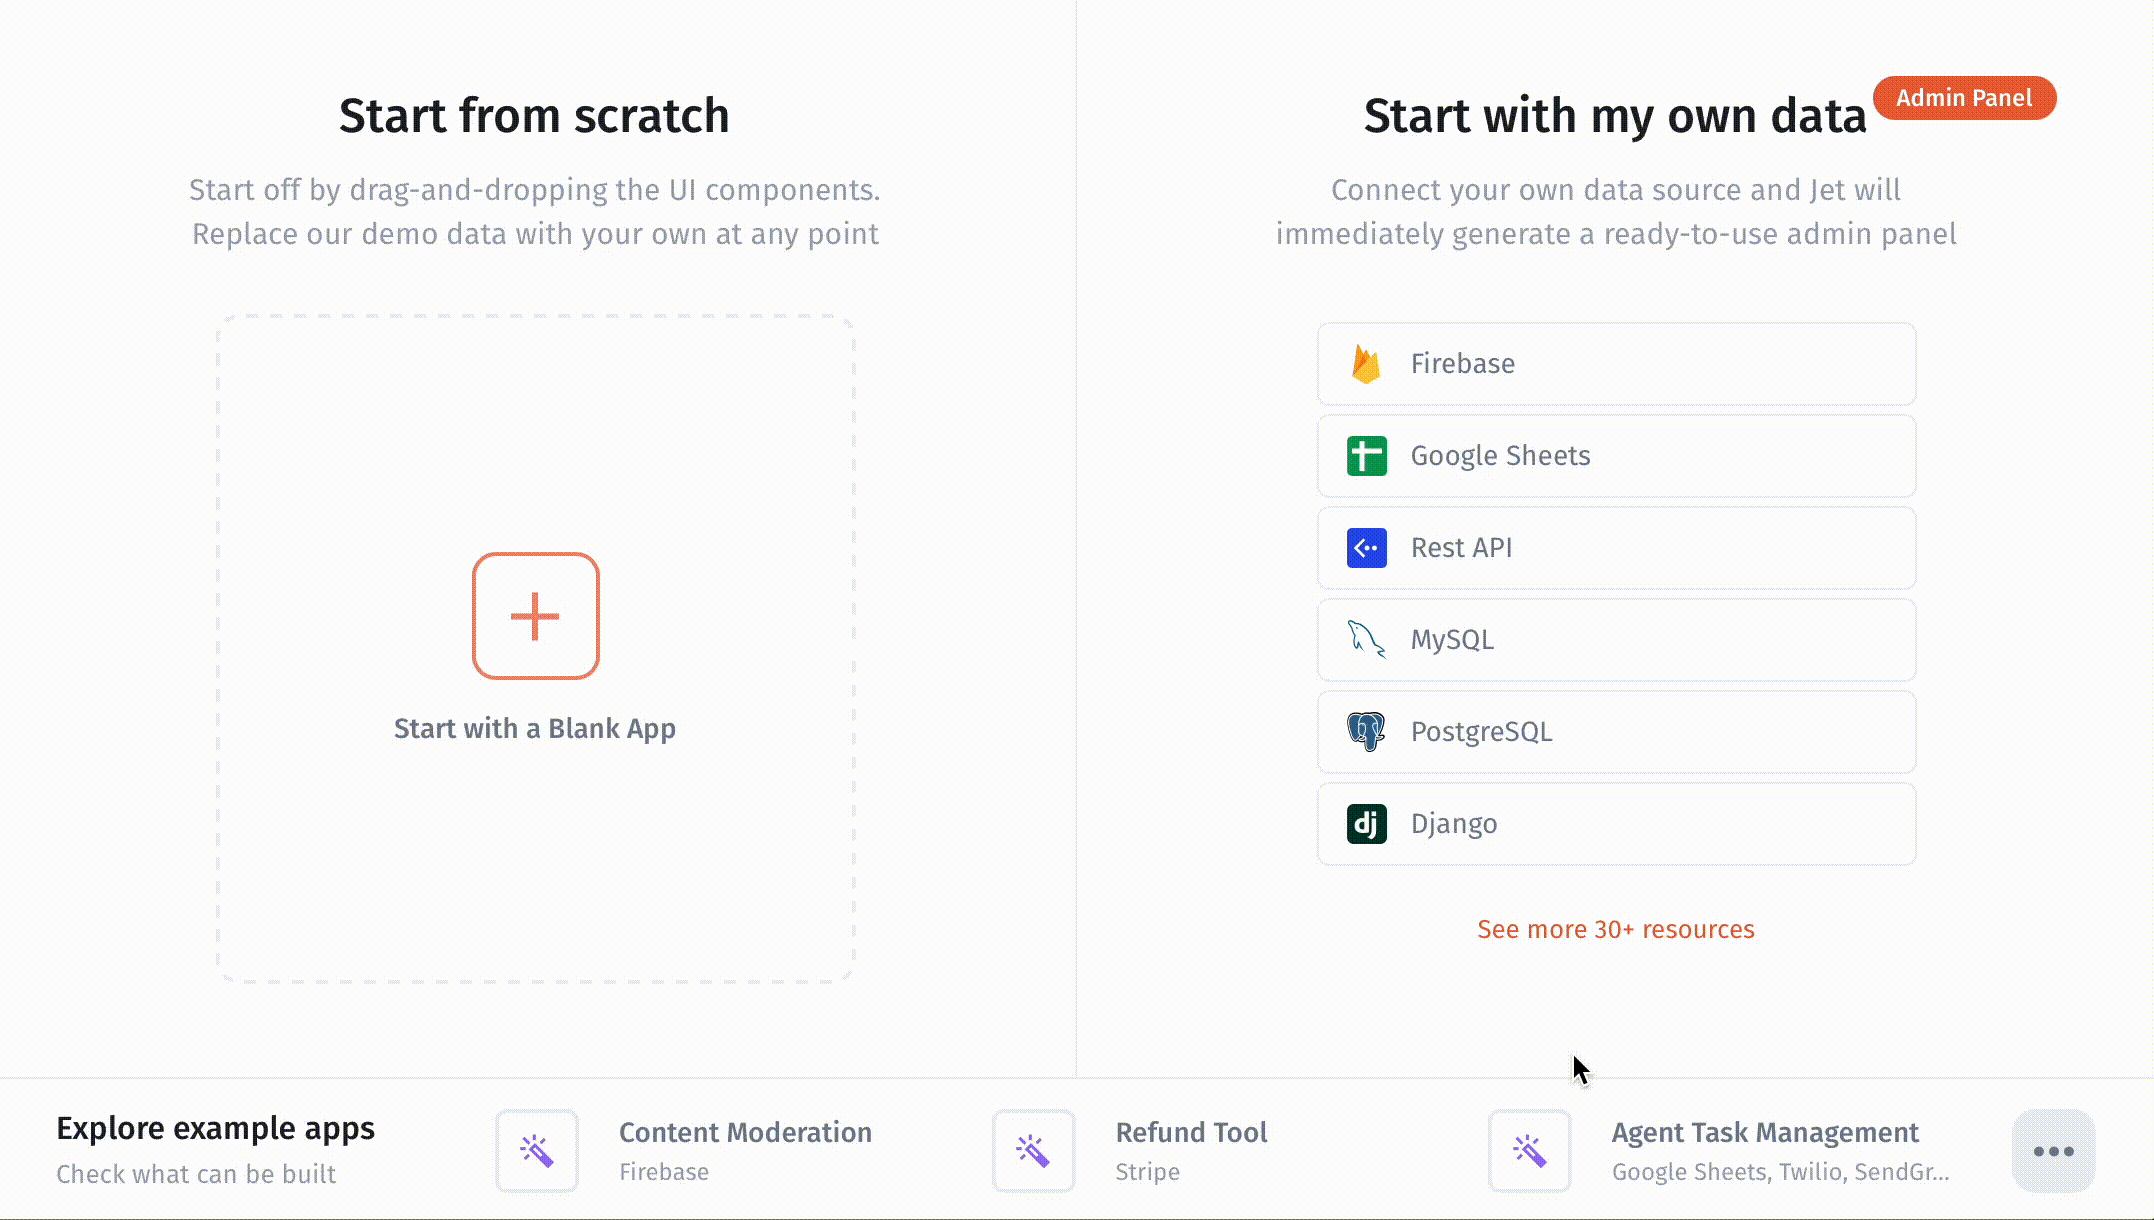 Start from scratch
Start off by drag-and-dropping the UI components.
Replace our demo data with your own at any point
Start with a Blank App
Start with my own data
Admin Panel
Connect your own data source and Jet will
immediately generate a ready-to-use admin panel
Firebase
Google Sheets
Rest API
MySQL
PostgreSQL
dj
Django
See more 30+ resources
Explore example apps
Check what can be built
Content Moderation
Firebase
Refund Tool
Stripe
Agent Task Management
Google Sheets, Twilio, SendGr...